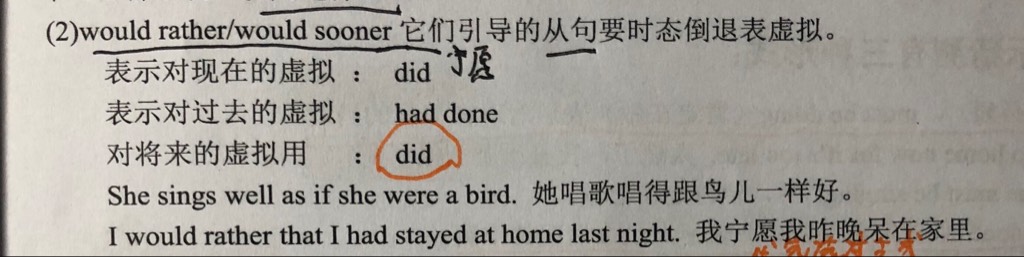 (2)would rather/would sooner 它们引导的从句要时态倒退表虚拟。
表示对现在的虚拟 ： did 宁愿
表示对过去的虚拟 ： had done
对将来的虚拟用 ： did
She sings well as if she were a bird. 她唱歌唱得跟鸟儿一样好。
I would rather that I had stayed at home last night. 我宁愿我昨晚呆在家里。